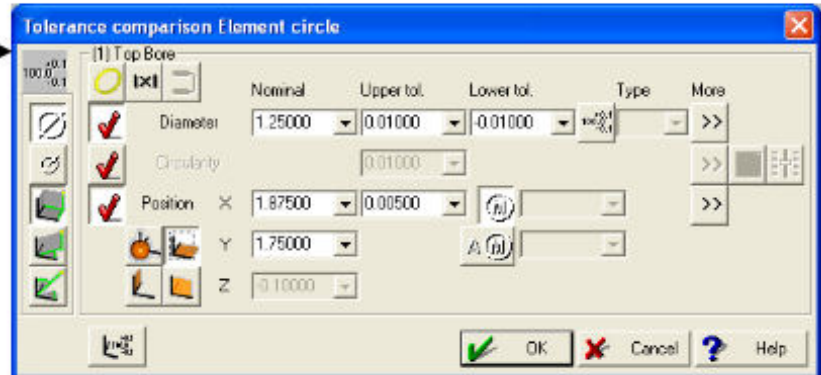 Tolerance comparison Element circle
(1) Top Bore
Nominal Upper tol. Lower tol. Type More
Diameter 1.25000 0.01000 -0.01000 >>
Circularity 0.01000 >>
Position X 1.87500 0.00500 >>
Y 1.75000 A
Z -0.10000
OK Cancel Help